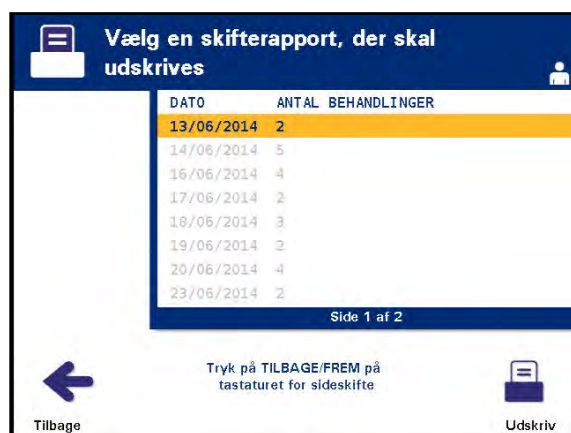 Vælg en skifterapport, der skal
udskrives
DATO ANTAL BEHANDLINGER
13/06/2014 2
14/06/2014 5
16/06/2014 4
17/06/2014 2
18/06/2014 3
19/06/2014 2
20/06/2014 4
23/06/2014 2
Side 1 af 2
Tryk på TILBAGE/FREM på
tastaturet for sideskifte
Tilbage
Udskriv